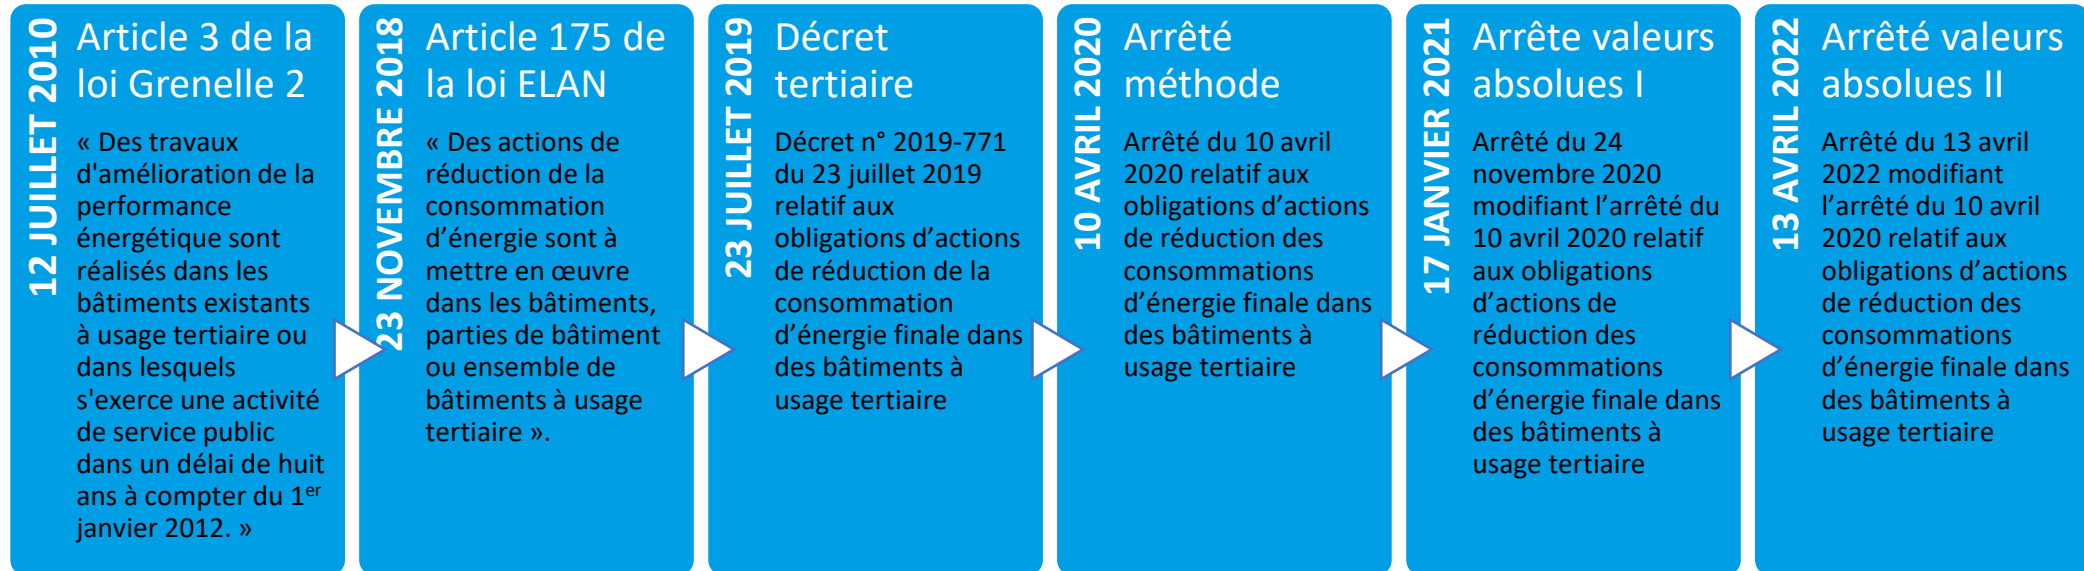 12 JUILLET 2010
Article 3 de la
loi Grenelle 2
« Des travaux
d'amélioration de la
performance
énergétique sont
réalisés dans les
bâtiments existants
à usage tertiaire ou
dans lesquels
s'exerce une activité
de service public
dans un délai de huit
ans à compter du 1er
janvier 2012. »
23 NOVEMBRE 2018
Article 175 de
la loi ELAN
« Des actions de
réduction de la
consommation
d’énergie sont à
mettre en œuvre
dans les bâtiments,
parties de bâtiment
ou ensemble de
bâtiments à usage
tertiaire ».
23 JUILLET 2019
Décret
tertiaire
Décret n° 2019-771
du 23 juillet 2019
relatif aux
obligations d’actions
de réduction de la
consommation
d’énergie finale dans
des bâtiments à
usage tertiaire
10 AVRIL 2020
Arrêté
méthode
Arrêté du 10 avril
2020 relatif aux
obligations d’actions
de réduction des
consommations
d’énergie finale dans
des bâtiments à
usage tertiaire
17 JANVIER 2021
Arrête valeurs
absolues I
Arrêté du 24
novembre 2020
modifiant l’arrêté du
10 avril 2020 relatif
aux obligations
d’actions de
réduction des
consommations
d’énergie finale dans
des bâtiments à
usage tertiaire
13 AVRIL 2022
Arrêté valeurs
absolues II
Arrêté du 13 avril
2022 modifiant
l’arrêté du 10 avril
2020 relatif aux
obligations d’actions
de réduction des
consommations
d’énergie finale dans
des bâtiments à
usage tertiaire